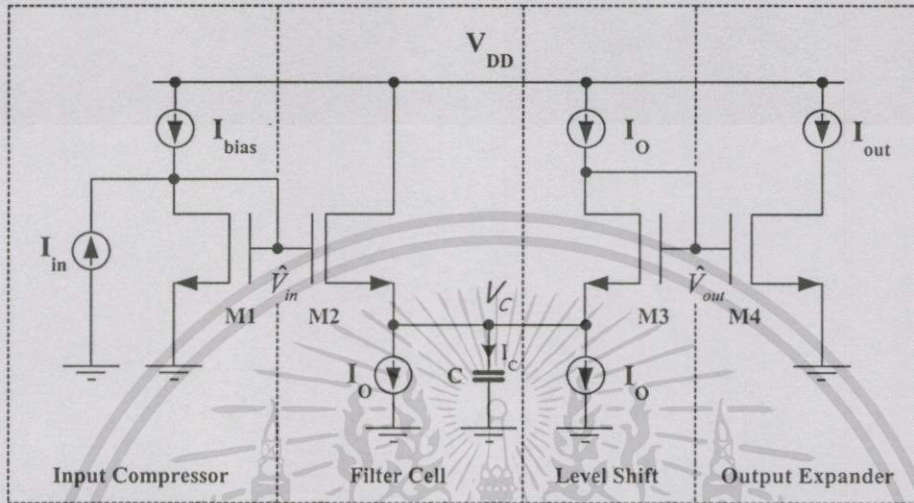 V_DD
I_bias
I_O
I_out
I_in
V̂_in
V_C
V̂_out
M1
M2
M3
M4
I_O
C
I_C
I_O
Input Compressor
Filter Cell
Level Shift
Output Expander